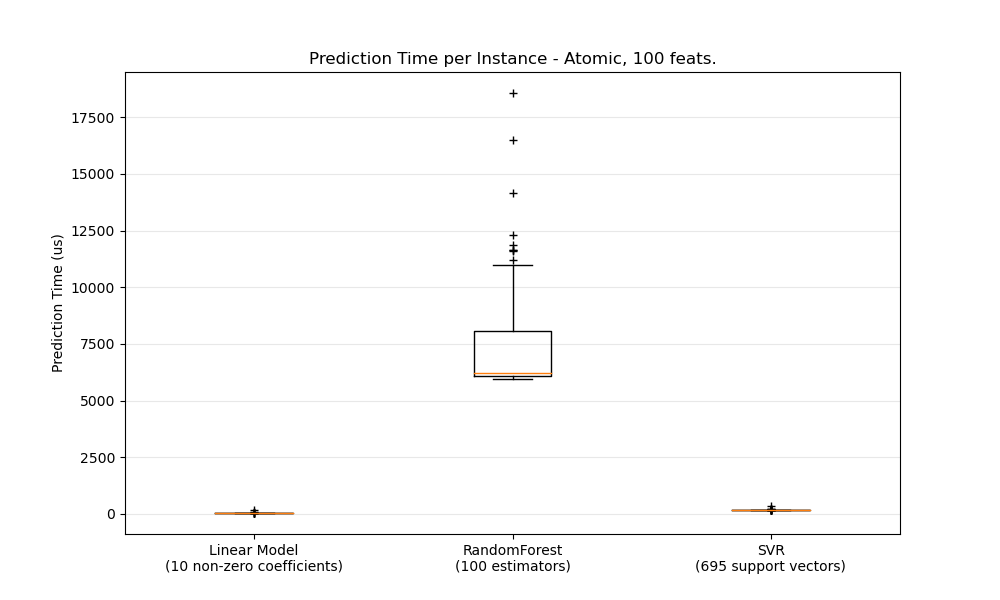 Prediction Time per Instance - Atomic, 100 feats.
17500
15000
12500
10000
7500
5000
2500
0
Prediction Time (us)
Linear Model
(10 non-zero coefficients)
RandomForest
(100 estimators)
SVR
(695 support vectors)